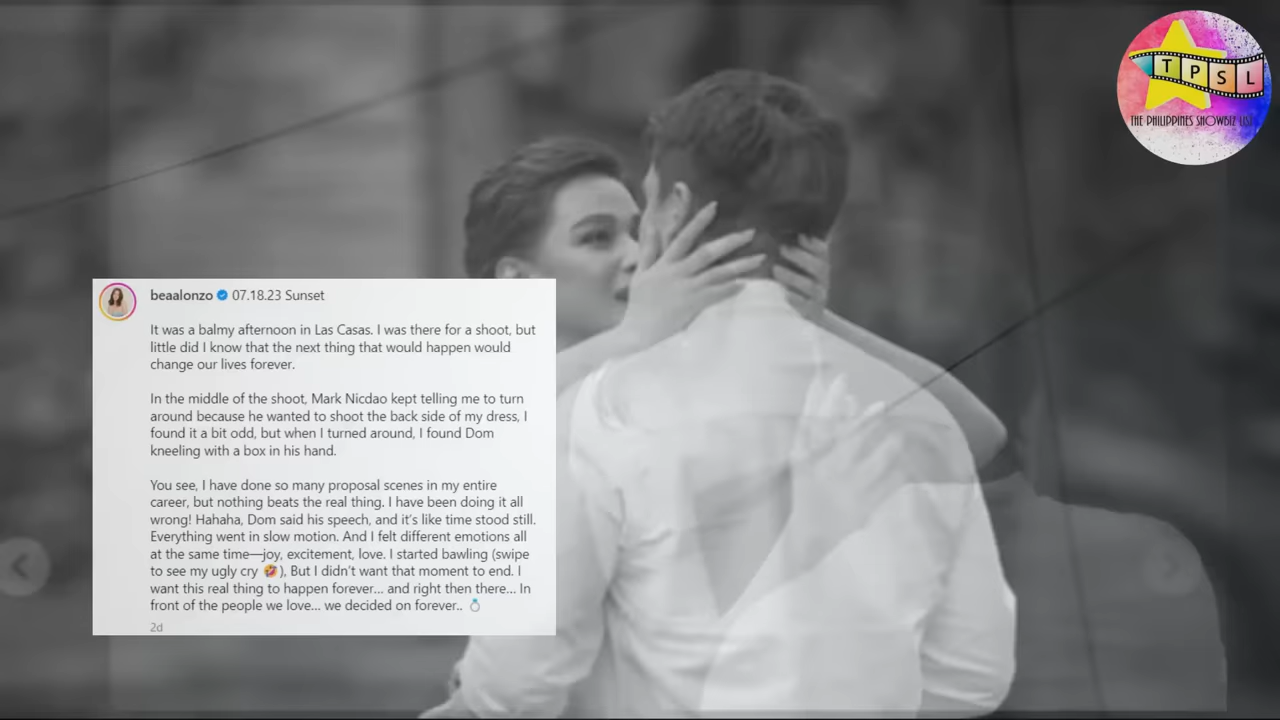 T P S L
THE PHILIPPINES SHOWBIZ LIST
beaalonzo 07.18.23 Sunset
It was a balmy afternoon in Las Casas. I was there for a shoot, but
little did I know that the next thing that would happen would
change our lives forever.
In the middle of the shoot, Mark Nicdao kept telling me to turn
around because he wanted to shoot the back side of my dress, I
found it a bit odd, but when I turned around, I found Dom
kneeling with a box in his hand.
You see, I have done so many proposal scenes in my entire
career, but nothing beats the real thing. I have been doing it all
wrong! Hahaha, Dom said his speech, and it's like time stood still.
Everything went in slow motion. And I felt different emotions all
at the same time—joy, excitement, love. I started bawling (swipe
to see my ugly cry 🤣), But I didn't want that moment to end. I
want this real thing to happen forever... and right then there... In
front of the people we love... we decided on forever.. 💍
2d